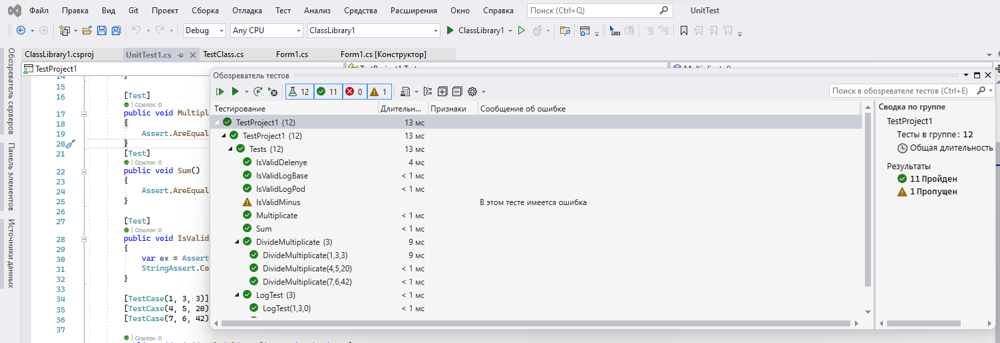 Файл Правка Вид Git Проект Сборка Отладка Тест Анализ Средства Расширения Окно Справка Поиск (Ctrl+Q) UnitTest
Debug Any CPU ClassLibrary1 ClassLibrary1
ClassLibrary1.csproj UnitTest1.cs TestClass.cs Form1.cs Form1.cs [Конструктор]
TestProject1
Обозреватель серверов
Панель элементов
Источники данных
14 }
15
16 [Test]
Ссылок: 0
17 public void Multipl
18 {
19 Assert.AreEqual
20 }
21 [Test]
Ссылок: 0
22 public void Sum()
23 {
24 Assert.AreEqual
25 }
26
27 [Test]
Ссылок: 0
28 public void IsValid
29 {
30 var ex = Assert
31 StringAssert.Co
32 }
33
34 [TestCase(1, 3, 3)]
35 [TestCase(4, 5, 20)
36 [TestCase(7, 6, 42)
37
Ссылок: 0
Обозреватель тестов
12 11 0 1 Поиск в обозревателе тестов (Ctrl+E)
Тестирование Длительн... Признаки Сообщение об ошибке
TestProject1 (12) 13 мс
TestProject1 (12) 13 мс
Tests (12) 13 мс
IsValidDelenye 4 мс
IsValidLogBase < 1 мс
IsValidLogPod < 1 мс
IsValidMinus В этом тесте имеется ошибка
Multiplicate < 1 мс
Sum < 1 мс
DivideMultiplicate (3) 9 мс
DivideMultiplicate(1,3,3) 9 мс
DivideMultiplicate(4,5,20) < 1 мс
DivideMultiplicate(7,6,42) < 1 мс
LogTest (3) < 1 мс
LogTest(1,3,0) < 1 мс
Сводка по группе
TestProject1
Тесты в группе: 12
Общая длительность
Результаты
11 Пройден
1 Пропущен